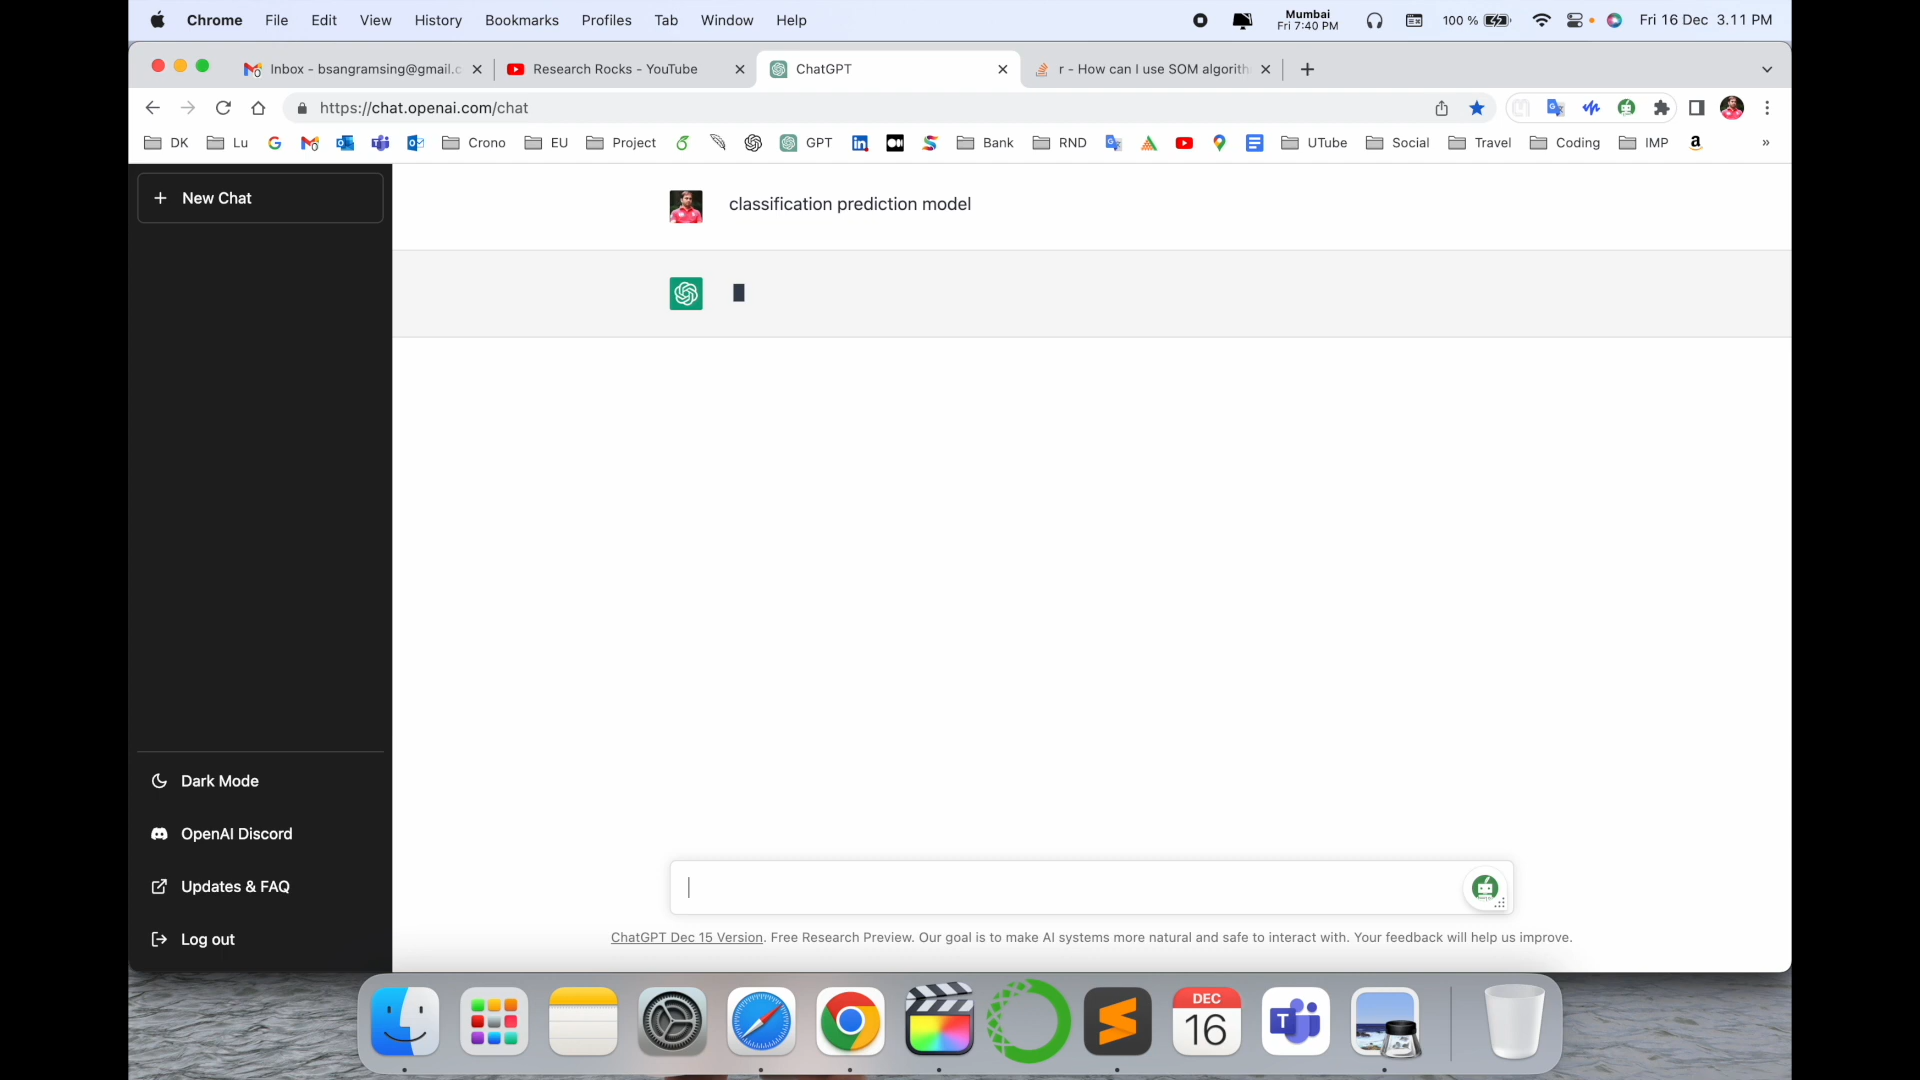 Chrome File Edit View History Bookmarks Profiles Tab Window Help Mumbai Fri 7:40 PM 100 % Fri 16 Dec 3.11 PM
Inbox - bsangramsing@gmail.c Research Rocks - YouTube ChatGPT r - How can I use SOM algorith
https://chat.openai.com/chat
DK Lu Crono EU Project GPT Bank RND UTube Social Travel Coding IMP »
New Chat
classification prediction model
Dark Mode
OpenAI Discord
Updates & FAQ
Log out
ChatGPT Dec 15 Version. Free Research Preview. Our goal is to make AI systems more natural and safe to interact with. Your feedback will help us improve.
DEC
16